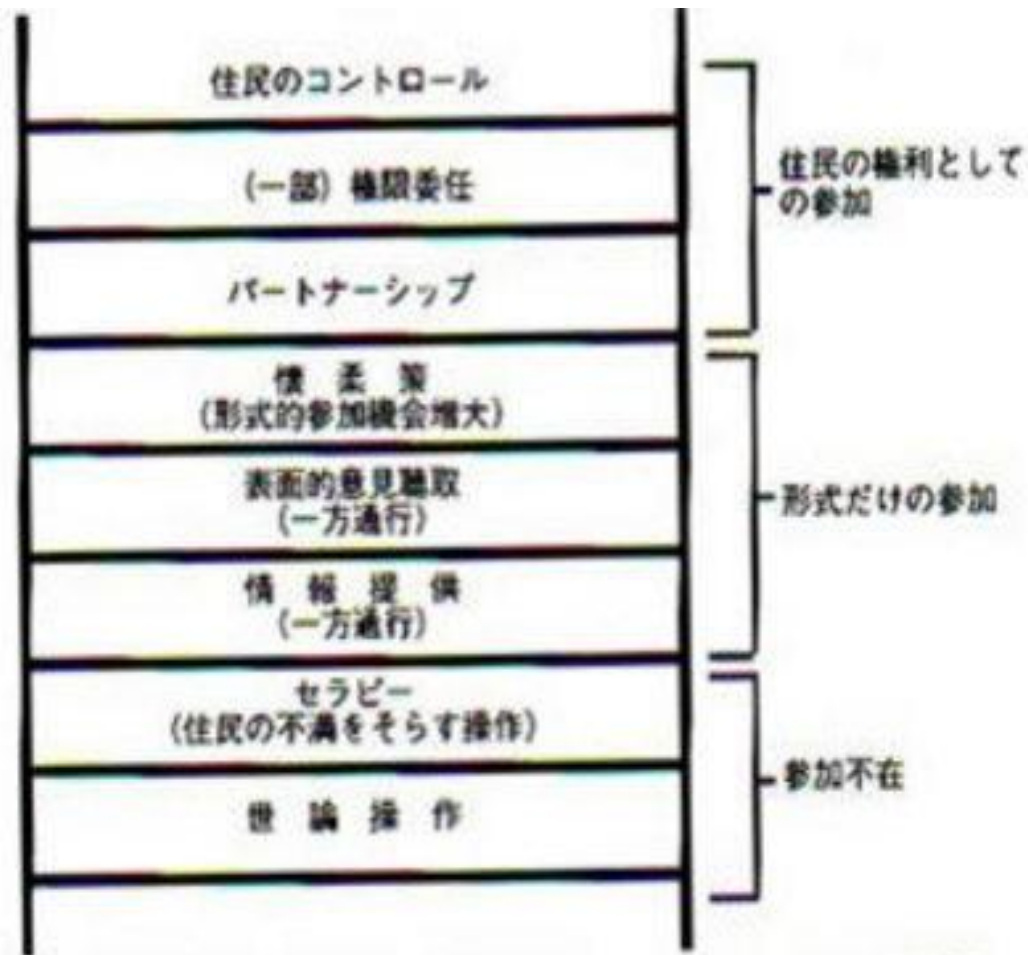 住民のコントロール
(一部) 権限委任
パートナーシップ
懐 柔 策
(形式的参加機会増大)
表面的意見聴取
(一方通行)
情 報 提 供
(一方通行)
セラピー
(住民の不満をそらす操作)
世 論 操 作
住民の権利として
の参加
形式だけの参加
参加不在